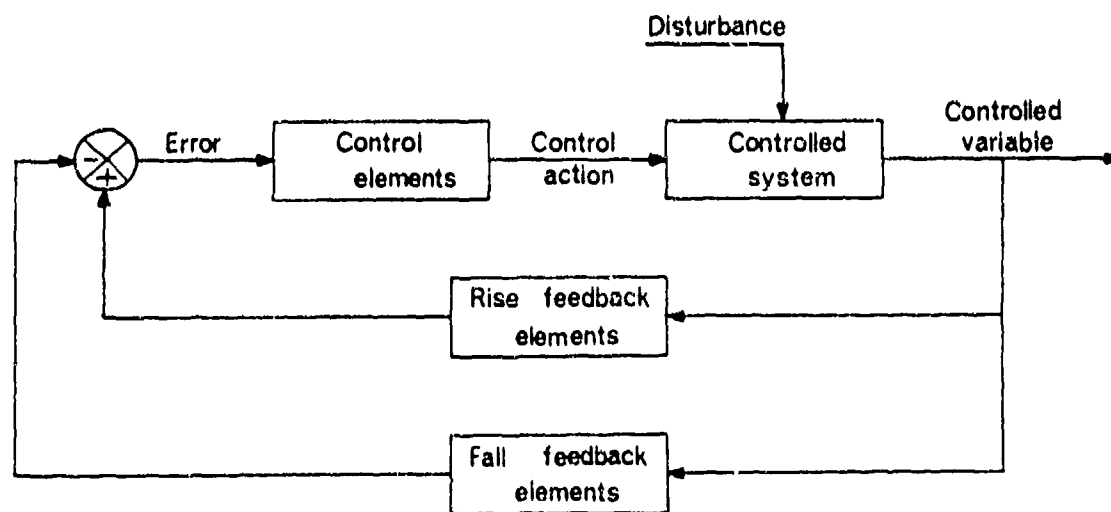 Disturbance
Controlled
variable
Error
Control
elements
Control
action
Controlled
system
-
+
Rise feedback
elements
Fall feedback
elements